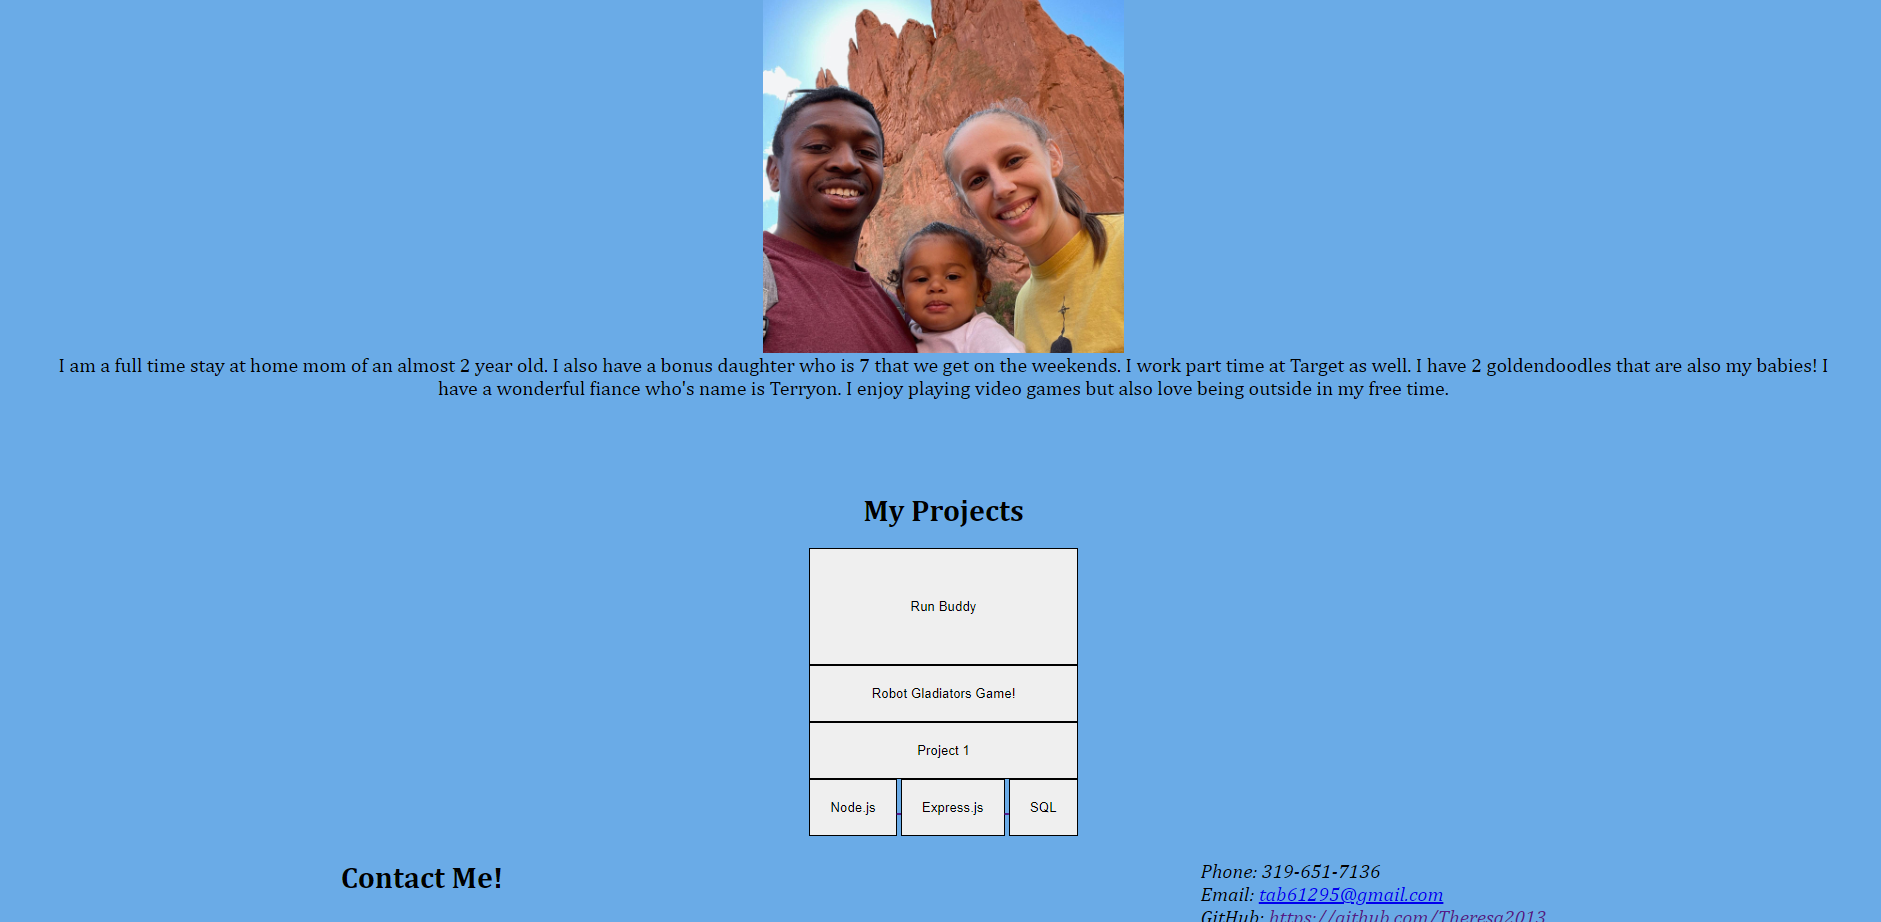 I am a full time stay at home mom of an almost 2 year old. I also have a bonus daughter who is 7 that we get on the weekends. I work part time at Target as well. I have 2 goldendoodles that are also my babies! I
have a wonderful fiance who's name is Terryon. I enjoy playing video games but also love being outside in my free time.
My Projects
Run Buddy
Robot Gladiators Game!
Project 1
Node.js Express.js SQL
Contact Me!
Phone: 319-651-7136
Email: tab61295@gmail.com
GitHub: https://github.com/Theresa2013